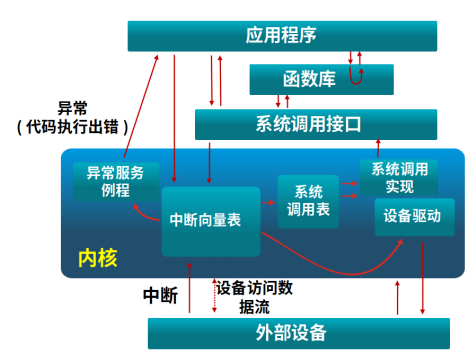 应用程序
函数库
异常
(代码执行出错)
系统调用接口
异常服务
例程
中断向量表
系统
调用表
系统调用
实现
设备驱动
内核
中断
设备访问数
据流
外部设备